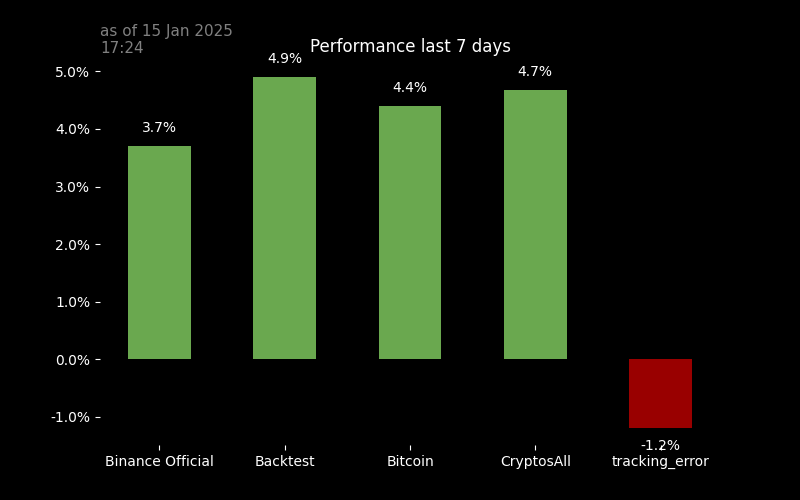 as of 15 Jan 2025
17:24
Performance last 7 days
5.0%
4.0%
3.0%
2.0%
1.0%
0.0%
-1.0%
3.7%
4.9%
4.4%
4.7%
-1.2%
Binance Official
Backtest
Bitcoin
CryptosAll
tracking_error